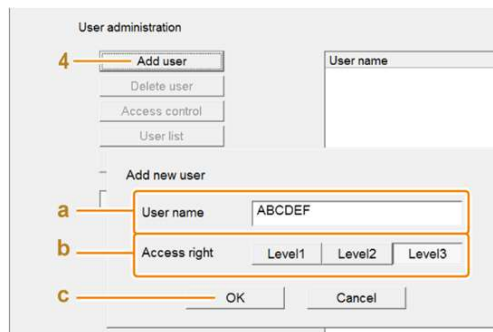 User administration
4 Add user User name
Delete user
Access control
User list
Add new user
a User name ABCDEF
b Access right Level1 Level2 Level3
c OK Cancel